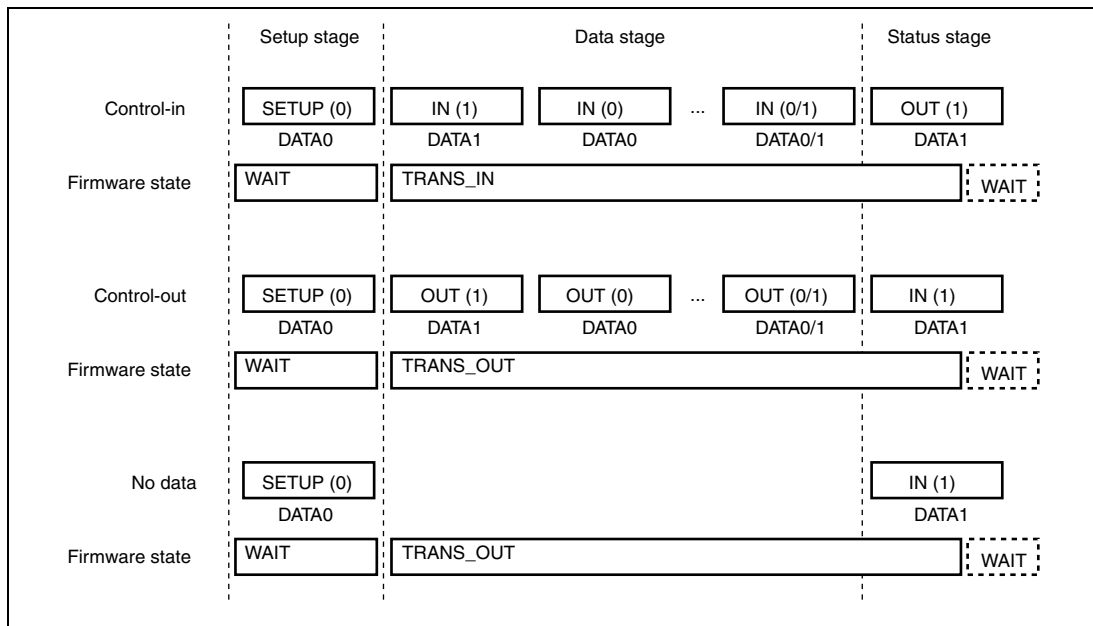 Setup stage Data stage Status stage
Control-in SETUP (0) IN (1) IN (0) ... IN (0/1) OUT (1)
DATA0 DATA1 DATA0 DATA0/1 DATA1
Firmware state WAIT TRANS_IN WAIT
Control-out SETUP (0) OUT (1) OUT (0) ... OUT (0/1) IN (1)
DATA0 DATA1 DATA0 DATA0/1 DATA1
Firmware state WAIT TRANS_OUT WAIT
No data SETUP (0) IN (1)
DATA0 DATA1
Firmware state WAIT TRANS_OUT WAIT